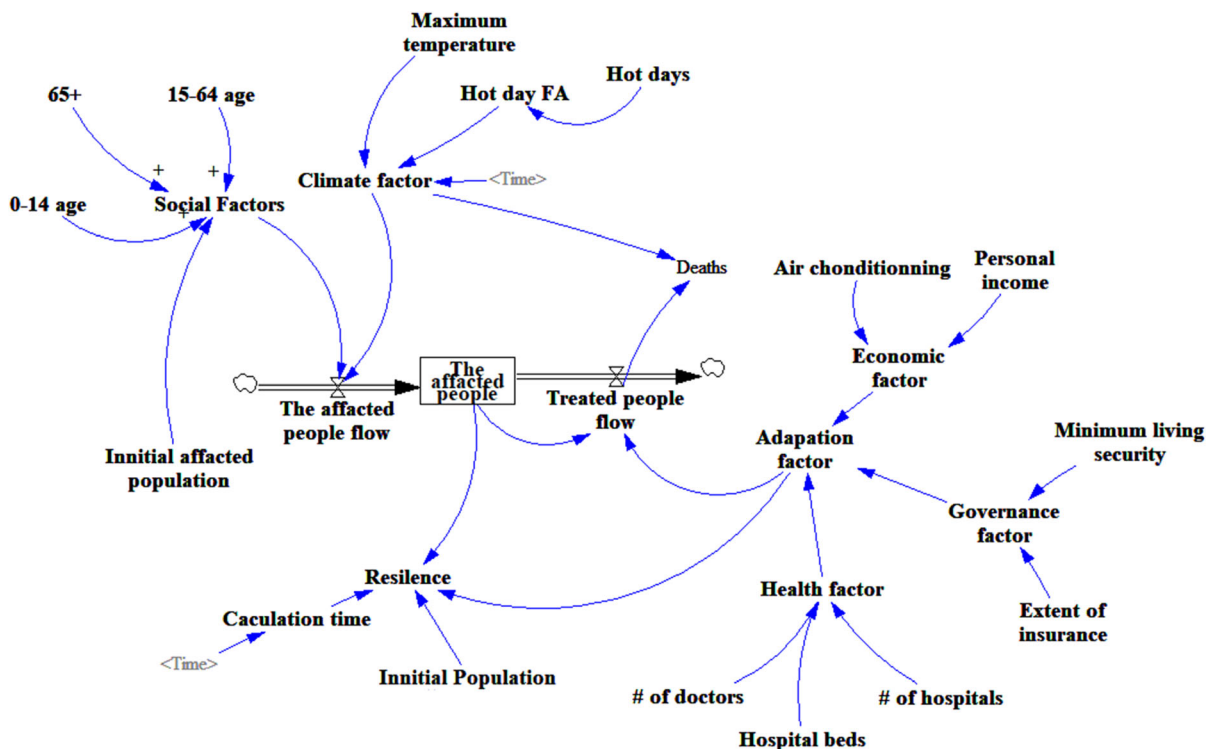 Maximum
temperature
Hot days
65+
15-64 age
Hot day FA
+
+
Climate factor
<Time>
0-14 age
Social Factors
+
Deaths
Air chonditionning
Personal
income
Economic
factor
The
affacted
people
The affacted
people flow
Treated people
flow
Innitial affacted
population
Adapation
factor
Minimum living
security
Governance
factor
Resilence
Health factor
Caculation time
Extent of
insurance
<Time>
Innitial Population
# of doctors
# of hospitals
Hospital beds